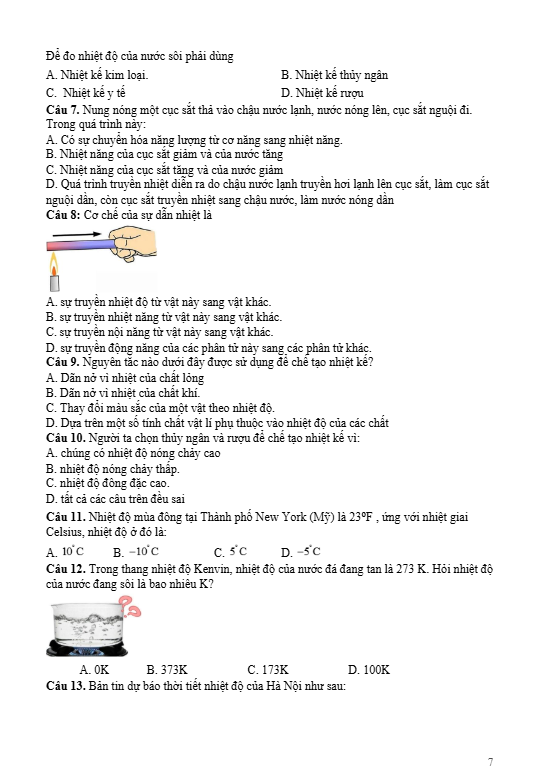 Để đo nhiệt độ của nước sôi phải dùng
A. Nhiệt kế kim loại. B. Nhiệt kế thủy ngân
C. Nhiệt kế y tế D. Nhiệt kế rượu
Câu 7. Nung nóng một cục sắt thả vào chậu nước lạnh, nước nóng lên, cục sắt nguội đi.
Trong quá trình này:
A. Có sự chuyển hóa năng lượng từ cơ năng sang nhiệt năng.
B. Nhiệt năng của cục sắt giảm và của nước tăng
C. Nhiệt năng của cục sắt tăng và của nước giảm
D. Quá trình truyền nhiệt diễn ra do chậu nước lạnh truyền hơi lạnh lên cục sắt, làm cục sắt
nguội dần, còn cục sắt truyền nhiệt sang chậu nước, làm nước nóng dần
Câu 8: Cơ chế của sự dẫn nhiệt là
A. sự truyền nhiệt độ từ vật này sang vật khác.
B. sự truyền nhiệt năng từ vật này sang vật khác.
C. sự truyền nội năng từ vật này sang vật khác.
D. sự truyền động năng của các phân tử này sang các phân tử khác.
Câu 9. Nguyên tắc nào dưới đây được sử dụng để chế tạo nhiệt kế?
A. Dãn nở vì nhiệt của chất lỏng
B. Dãn nở vì nhiệt của chất khí.
C. Thay đổi màu sắc của một vật theo nhiệt độ.
D. Dựa trên một số tính chất vật lí phụ thuộc vào nhiệt độ của các chất
Câu 10. Người ta chọn thủy ngân và rượu để chế tạo nhiệt kế vì:
A. chúng có nhiệt độ nóng chảy cao
B. nhiệt độ nóng chảy thấp.
C. nhiệt độ đông đặc cao.
D. tất cả các câu trên đều sai
Câu 11. Nhiệt độ mùa đông tại Thành phố New York (Mỹ) là 23⁰F , ứng với nhiệt giai
Celsius, nhiệt độ ở đó là:
A. 10°C B. −10°C C. 5°C D. −5°C
Câu 12. Trong thang nhiệt độ Kenvin, nhiệt độ của nước đá đang tan là 273 K. Hỏi nhiệt độ
của nước đang sôi là bao nhiêu K?
A. 0K B. 373K C. 173K D. 100K
Câu 13. Bản tin dự báo thời tiết nhiệt độ của Hà Nội như sau:
7